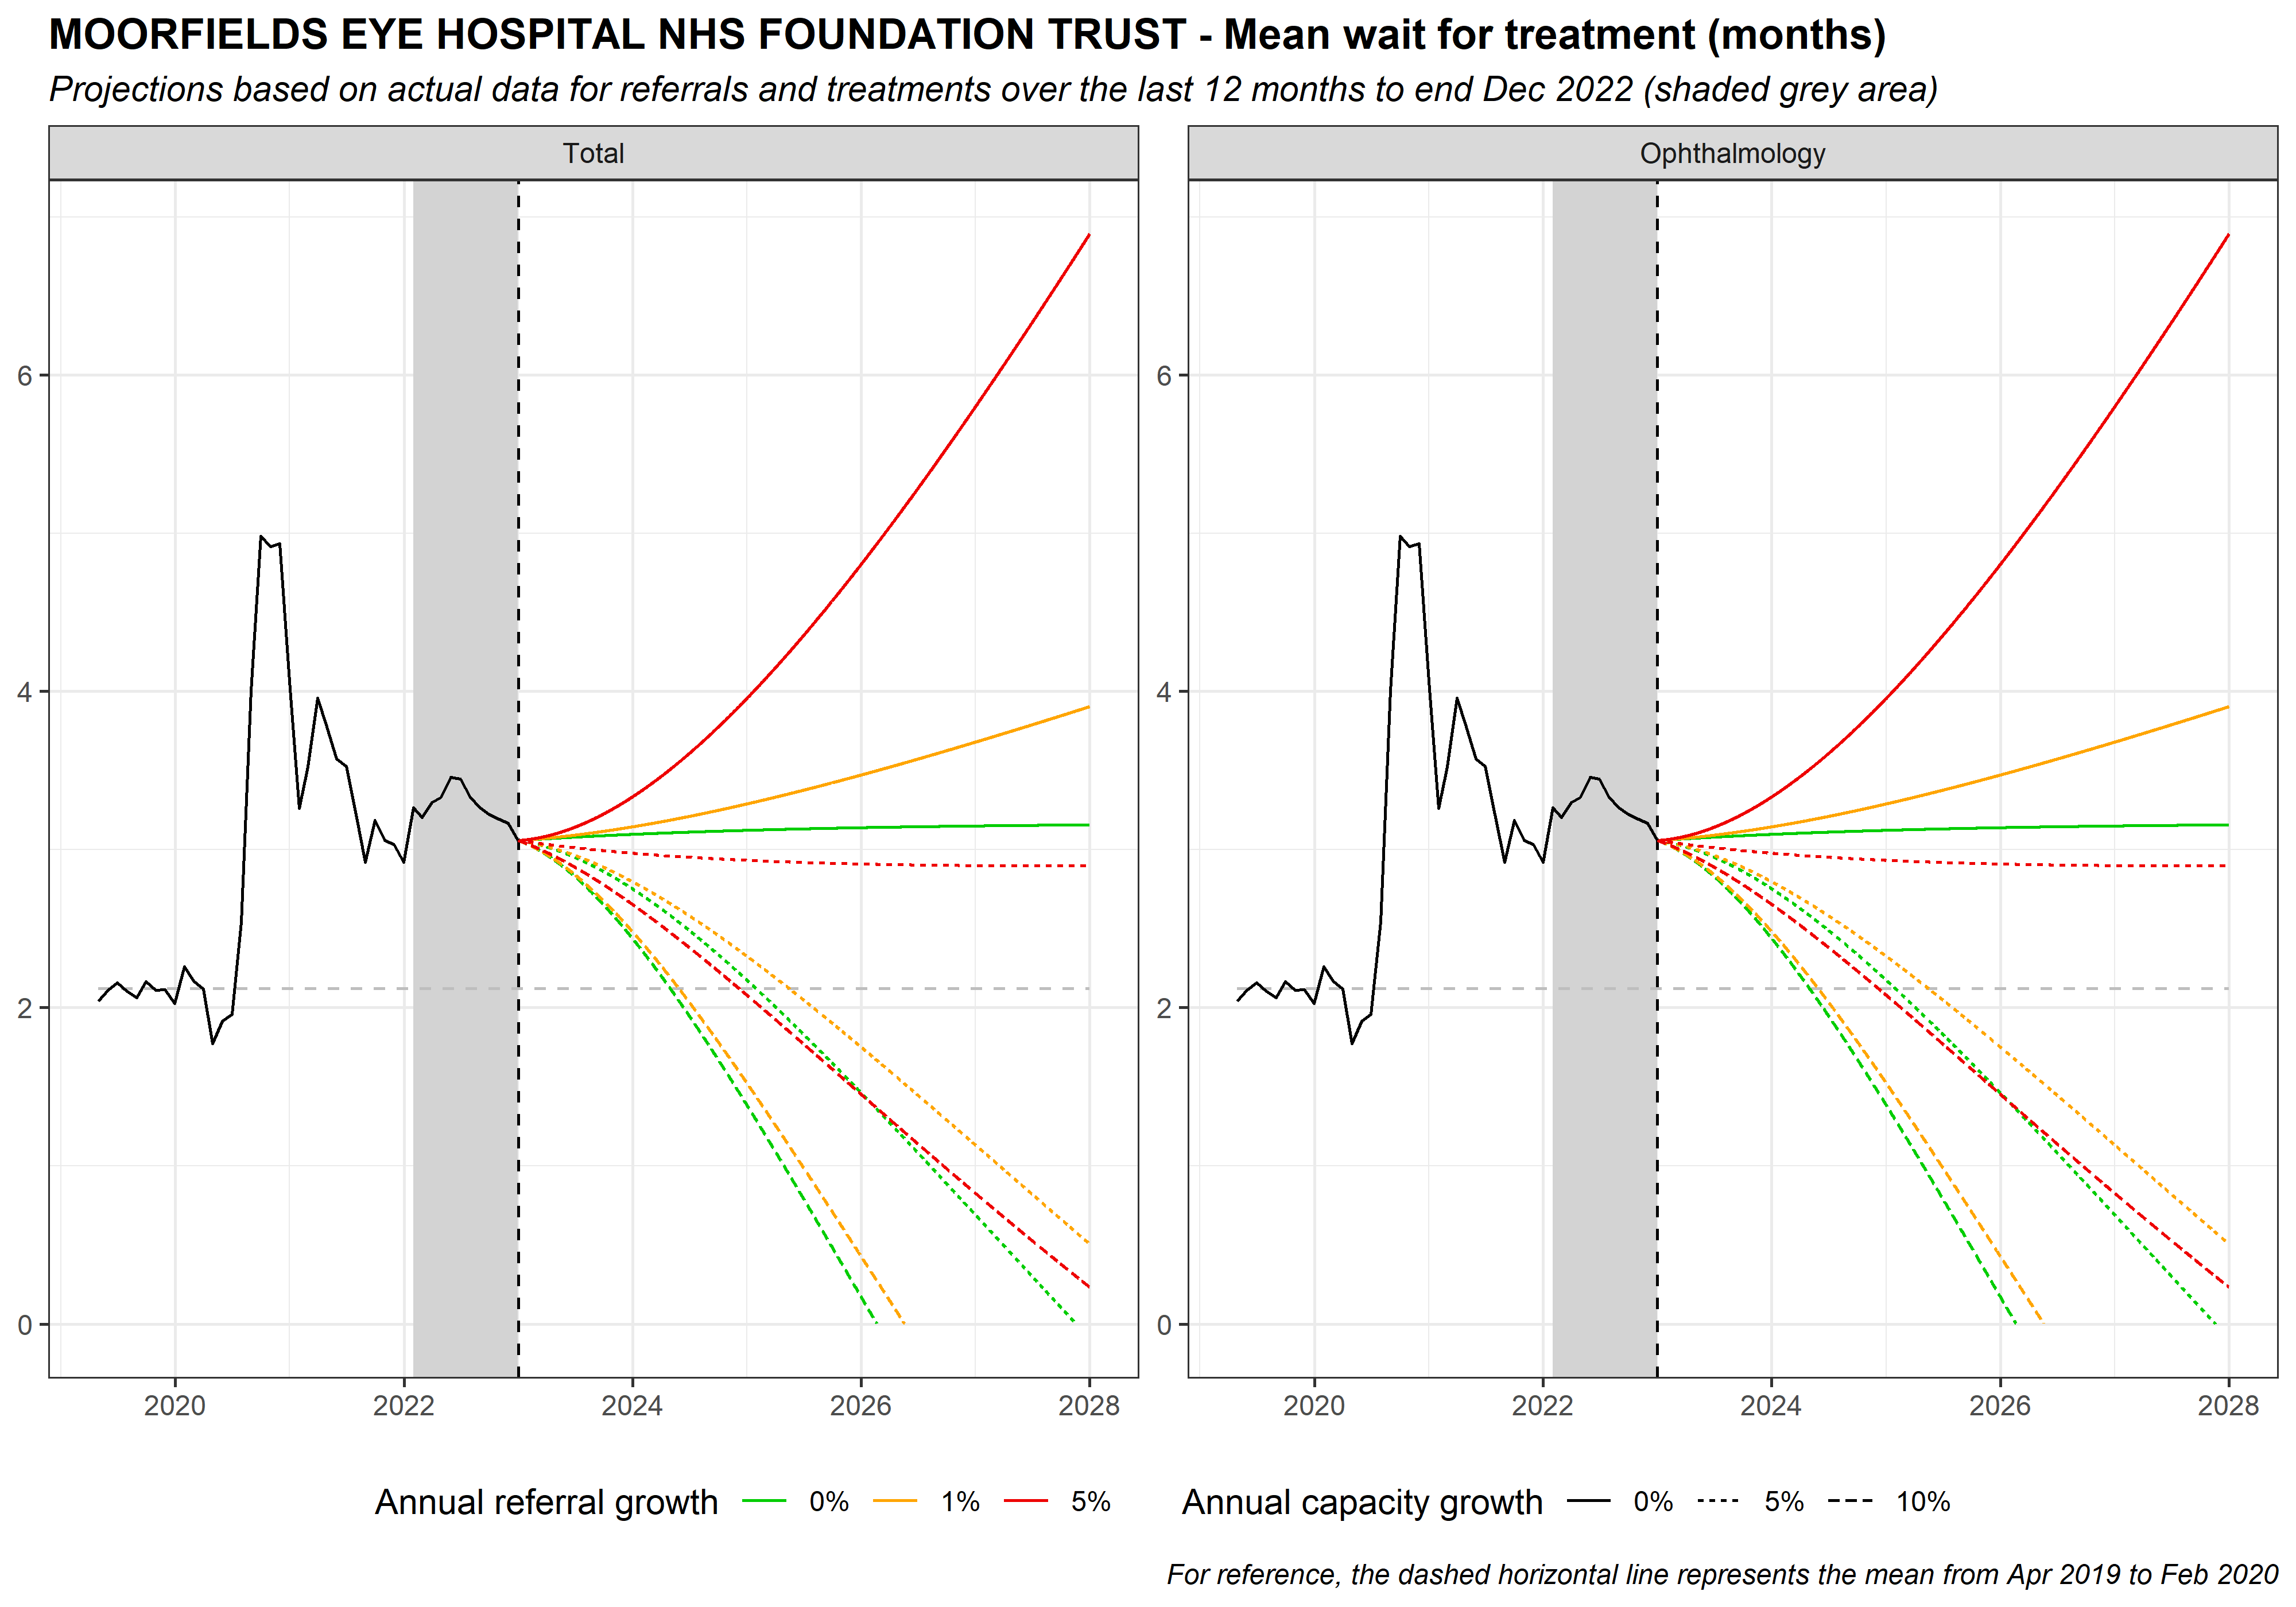 MOORFIELDS EYE HOSPITAL NHS FOUNDATION TRUST - Mean wait for treatment (months)
Projections based on actual data for referrals and treatments over the last 12 months to end Dec 2022 (shaded grey area)
Total
Ophthalmology
6
4
2
0
6
4
2
0
2020 2022 2024 2026 2028
2020 2022 2024 2026 2028
Annual referral growth 0% 1% 5%
Annual capacity growth 0% 5% 10%
For reference, the dashed horizontal line represents the mean from Apr 2019 to Feb 2020